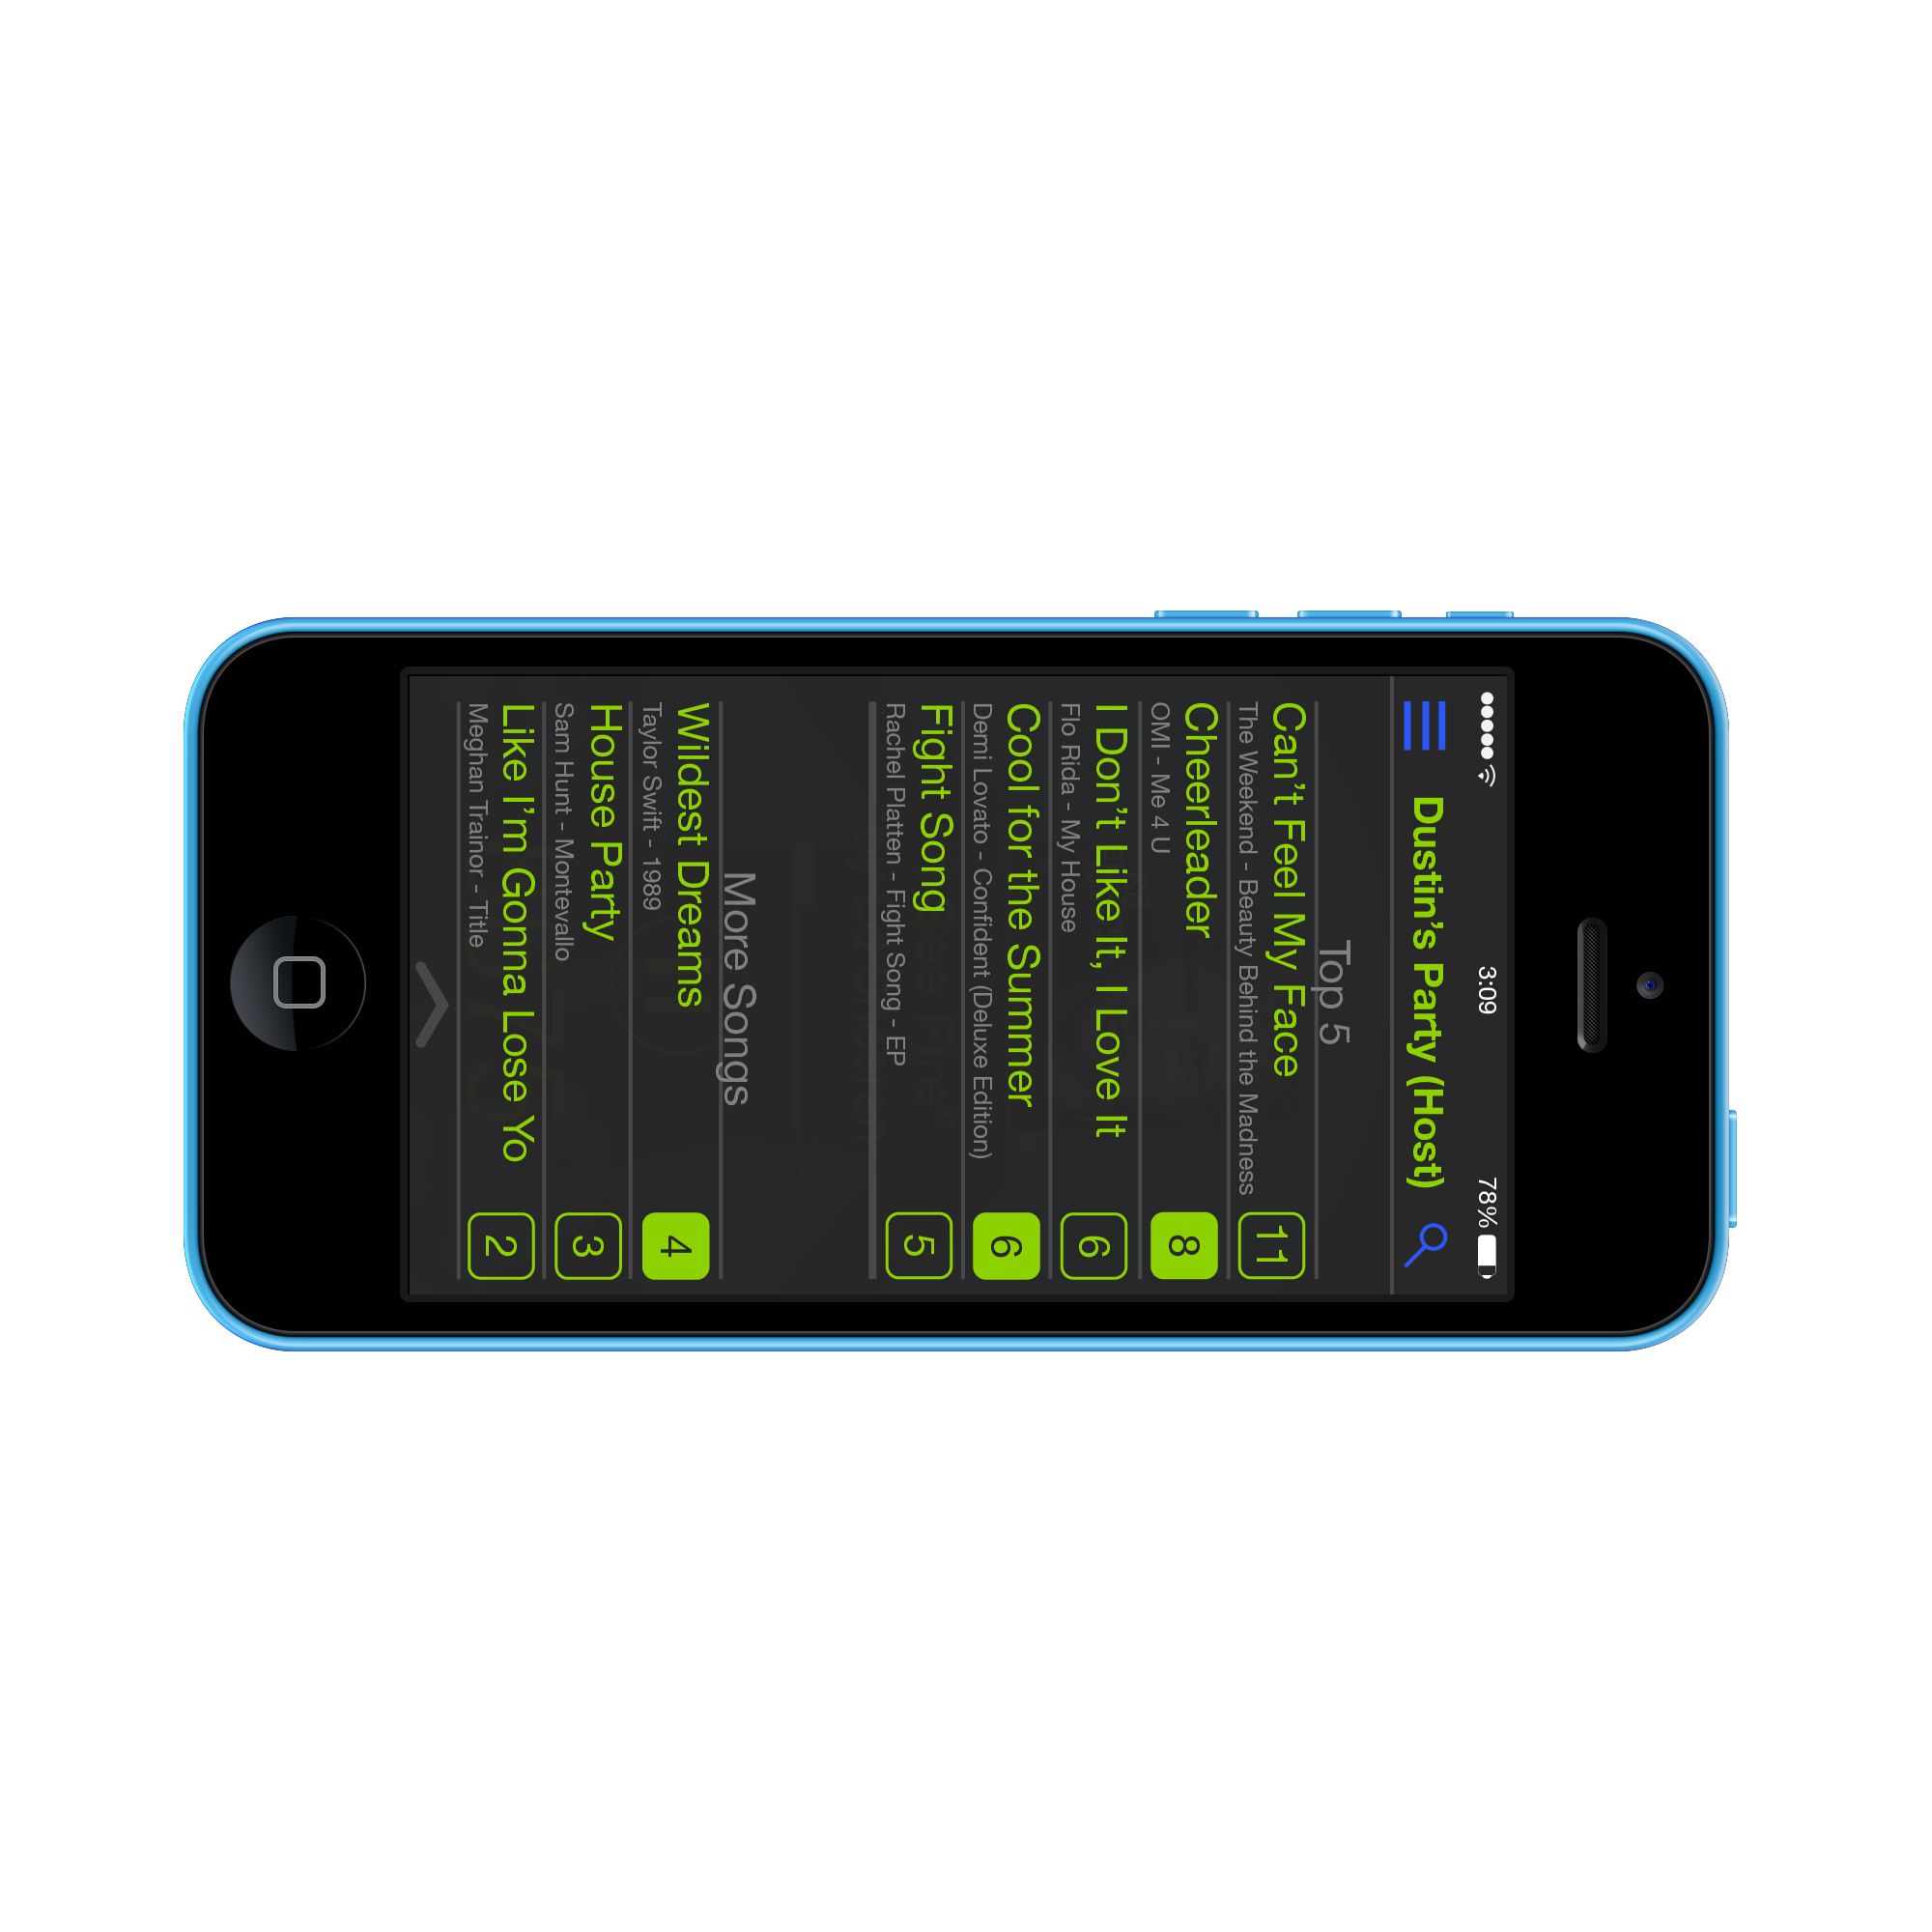 3:09
78%
Dustin's Party (Host)
Top 5
Can't Feel My Face
The Weekend - Beauty Behind the Madness
11
Cheerleader
OMI - Me 4 U
8
I Don't Like It, I Love It
Flo Rida - My House
6
Cool for the Summer
Demi Lovato - Confident (Deluxe Edition)
6
Fight Song
Rachel Platten - Fight Song - EP
5
More Songs
Wildest Dreams
Taylor Swift - 1989
4
House Party
Sam Hunt - Montevallo
3
Like I'm Gonna Lose Yo
Meghan Trainor - Title
2